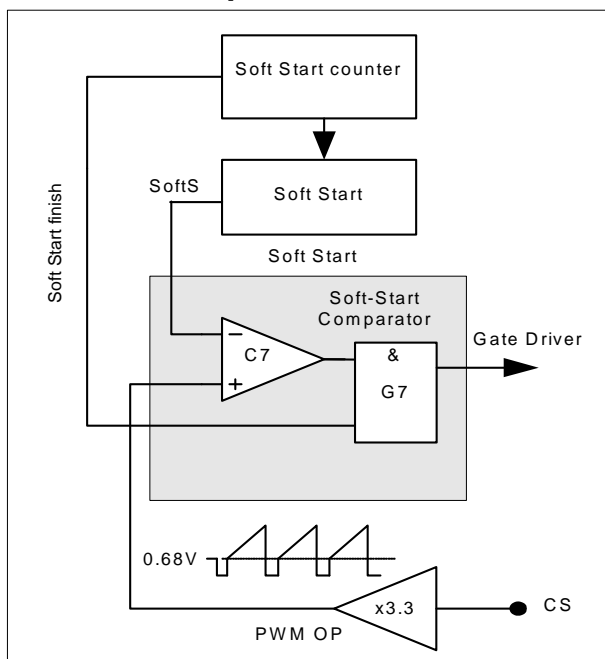 Soft Start counter
SoftS
Soft Start
Soft Start finish
Soft Start
Soft-Start
Comparator
Gate Driver
−
C7
+
&
G7
0.68V
x3.3
CS
PWM OP